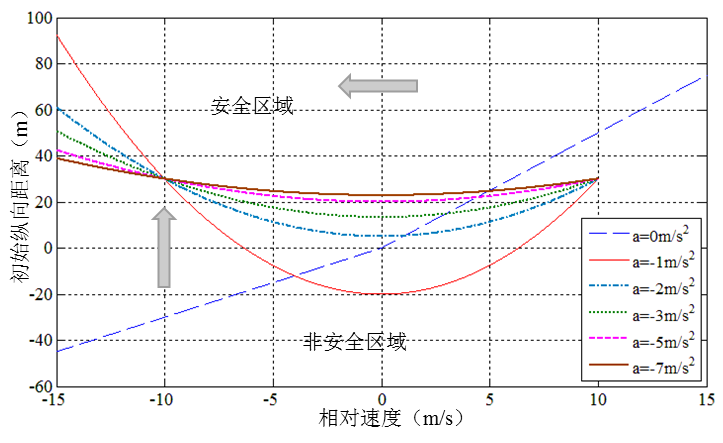 100
80
60
40
20
0
-20
-40
-60
-15
-10
-5
0
5
10
15
初始纵向距离（m）
相对速度（m/s）
安全区域
非安全区域
a=0m/s²
a=-1m/s²
a=-2m/s²
a=-3m/s²
a=-5m/s²
a=-7m/s²